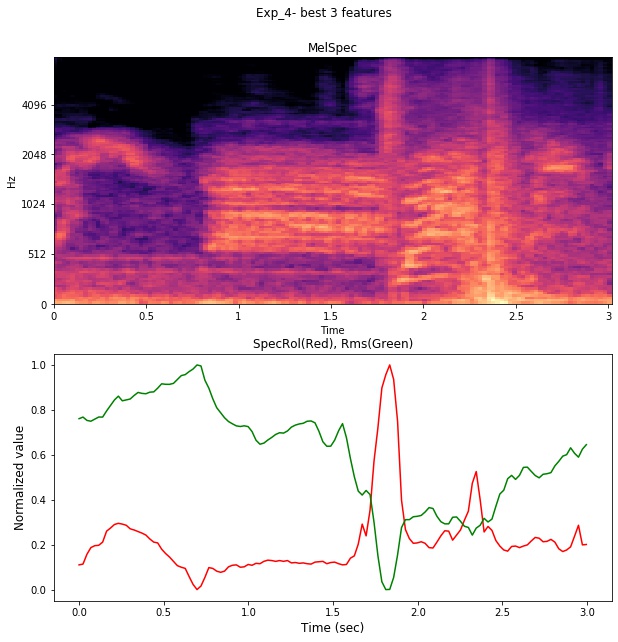 Exp_4- best 3 features
MelSpec
4096
2048
1024
512
0
Hz
0 0.5 1 1.5 2 2.5 3
Time
SpecRol(Red), Rms(Green)
1.0
0.8
0.6
0.4
0.2
0.0
Normalized value
0.0 0.5 1.0 1.5 2.0 2.5 3.0
Time (sec)